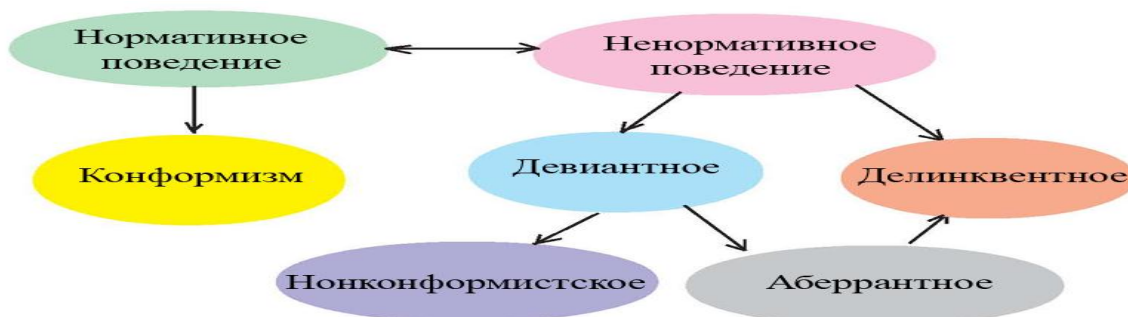 Нормативное
поведение
Ненормативное
поведение
Конформизм
Девиантное
Делинквентное
Нонконформистское
Аберрантное